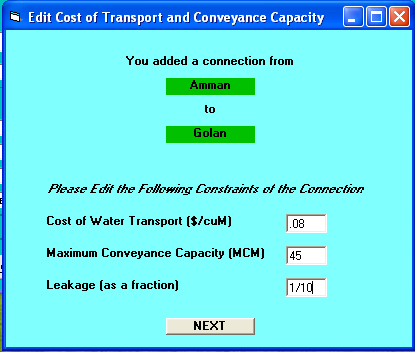 Edit Cost of Transport and Conveyance Capacity
You added a connection from
Amman
to
Golan
Please Edit the Following Constraints of the Connection
Cost of Water Transport ($/cuM) .08
Maximum Conveyance Capacity (MCM) 45
Leakage (as a fraction) 1/10
NEXT